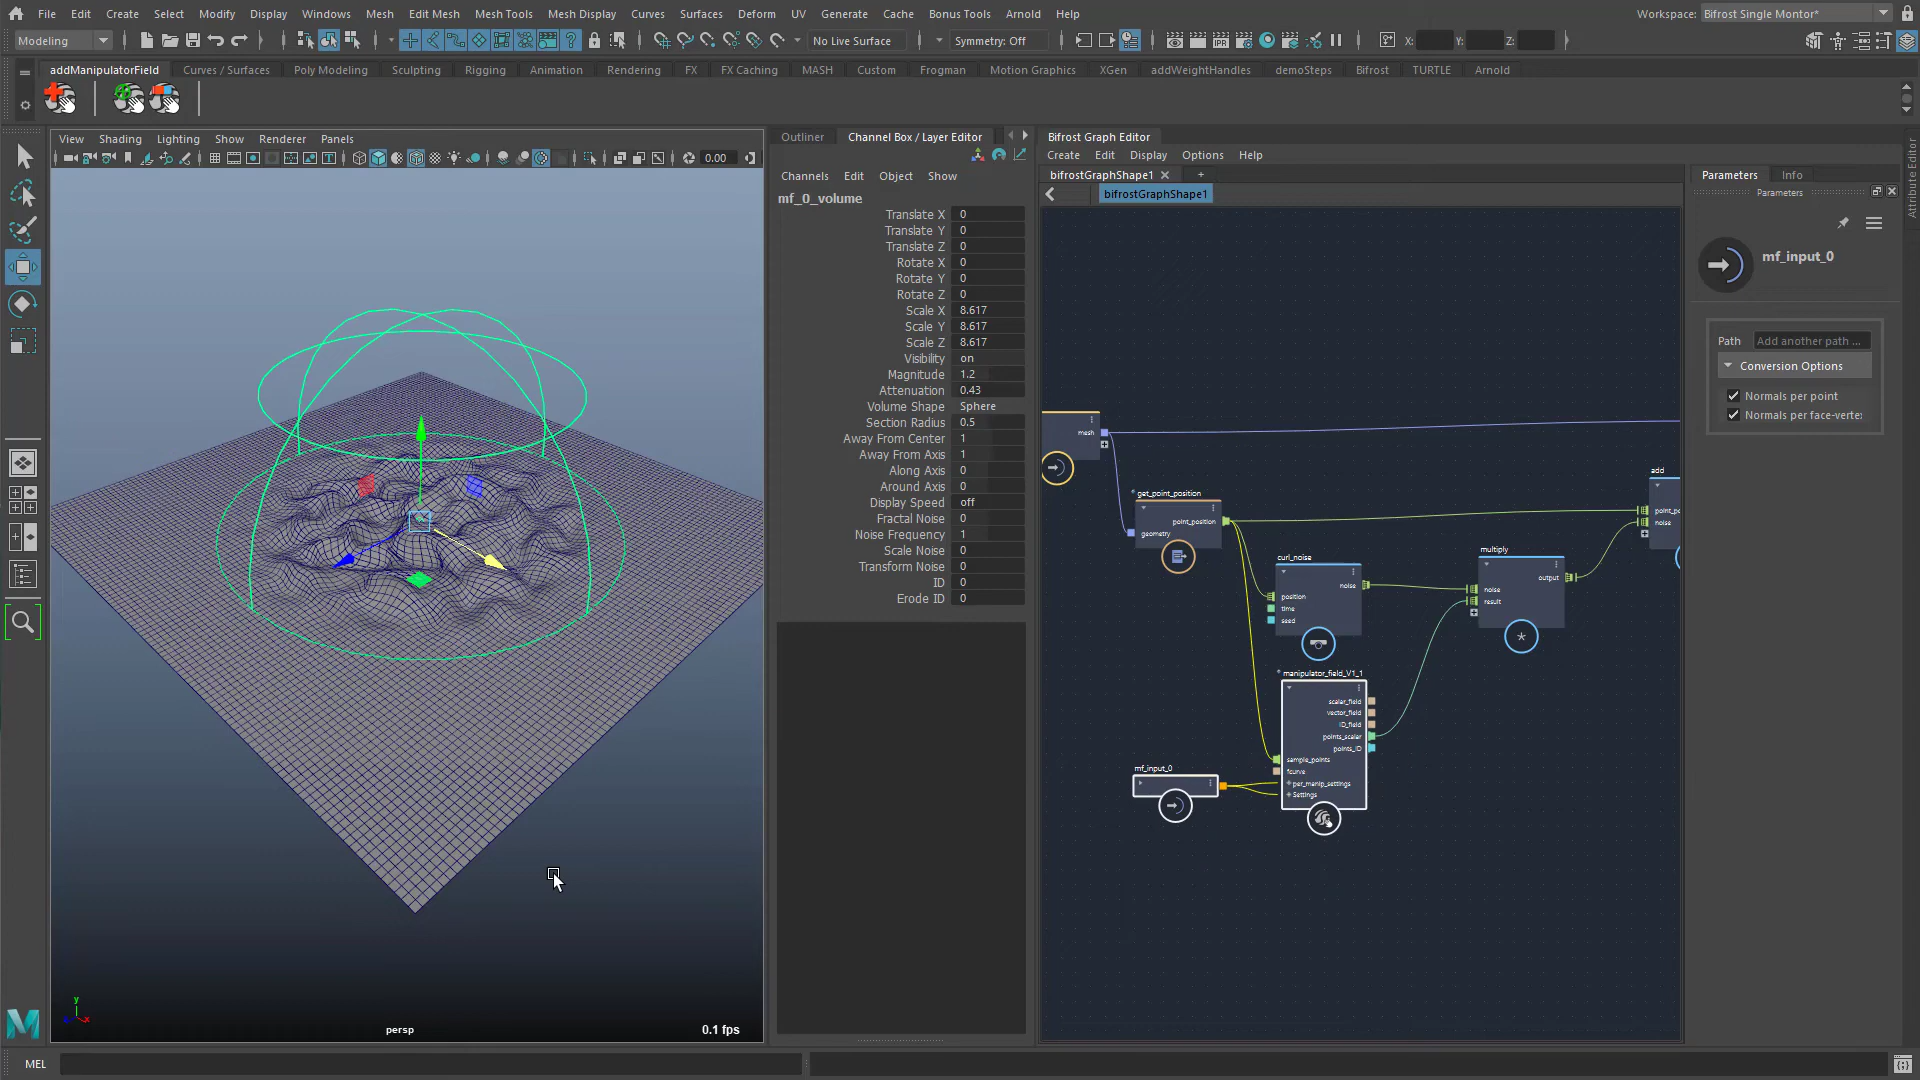 File Edit Create Select Modify Display Windows Mesh Edit Mesh Mesh Tools Mesh Display Curves Surfaces Deform UV Generate Cache Bonus Tools Arnold Help Workspace: Bifrost Single Montor*
Modeling No Live Surface Symmetry: Off X: Y: Z:
addManipulatorField Curves / Surfaces Poly Modeling Sculpting Rigging Animation Rendering FX FX Caching MASH Custom Frogman Motion Graphics XGen addWeightHandles demoSteps Bifrost TURTLE Arnold
View Shading Lighting Show Renderer Panels
0.00
persp
0.1 fps
y
Outliner Channel Box / Layer Editor
Channels Edit Object Show
mf_0_volume
Translate X 0
Translate Y 0
Translate Z 0
Rotate X 0
Rotate Y 0
Rotate Z 0
Scale X 8.617
Scale Y 8.617
Scale Z 8.617
Visibility on
Magnitude 1.2
Attenuation 0.43
Volume Shape Sphere
Section Radius 0.5
Away From Center 1
Away From Axis 1
Along Axis 0
Around Axis 0
Display Speed off
Fractal Noise 0
Noise Frequency 1
Scale Noise 0
Transform Noise 0
ID 0
Erode ID 0
Bifrost Graph Editor
Create Edit Display Options Help
bifrostGraphShape1
bifrostGraphShape1
mesh
get_point_position
point_position
geometry
curl_noise
noise
position
time
seed
multiply
output
noise
result
add
noise
manipulator_field_V1_1
scalar_field
vector_field
ID_field
points_scalar
points_ID
sample_points
fcurve
per_manip_settings
Settings
mf_input_0
Parameters Info
Parameters
mf_input_0
Path Add another path ...
Conversion Options
Normals per point
Normals per face-verte:
Attribute Editor
MEL